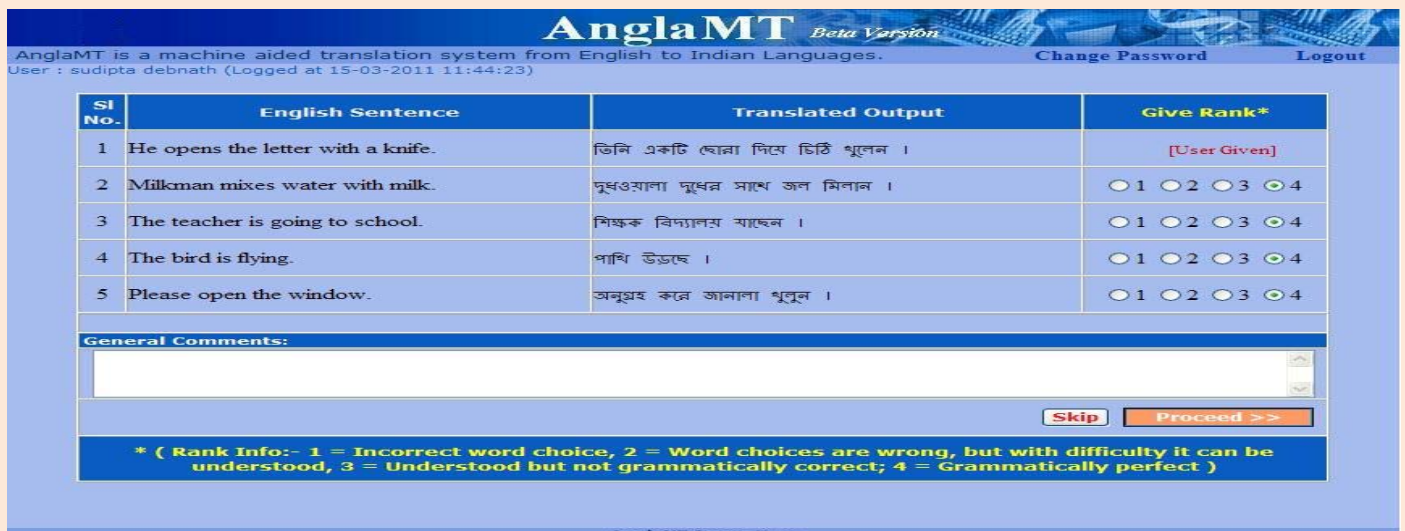 AnglaMT Beta Version
AnglaMT is a machine aided translation system from English to Indian Languages. Change Password Logout
User : sudipta debnath (Logged at 15-03-2011 11:44:23)
Sl No. English Sentence Translated Output Give Rank*
1 He opens the letter with a knife. তিনি একটি ছোরা দিয়ে চিঠি খুলেন । [User Given]
2 Milkman mixes water with milk. দুধওয়ালা দুধের সাথে জল মিলান । 1 2 3 4
3 The teacher is going to school. শিক্ষক বিদ্যালয় যাছেন । 1 2 3 4
4 The bird is flying. পাখি উড়ছে । 1 2 3 4
5 Please open the window. অনুগ্রহ করে জানালা খুলুন । 1 2 3 4
General Comments:
Skip Proceed >>
* ( Rank Info:- 1 = Incorrect word choice, 2 = Word choices are wrong, but with difficulty it can be
understood, 3 = Understood but not grammatically correct; 4 = Grammatically perfect )